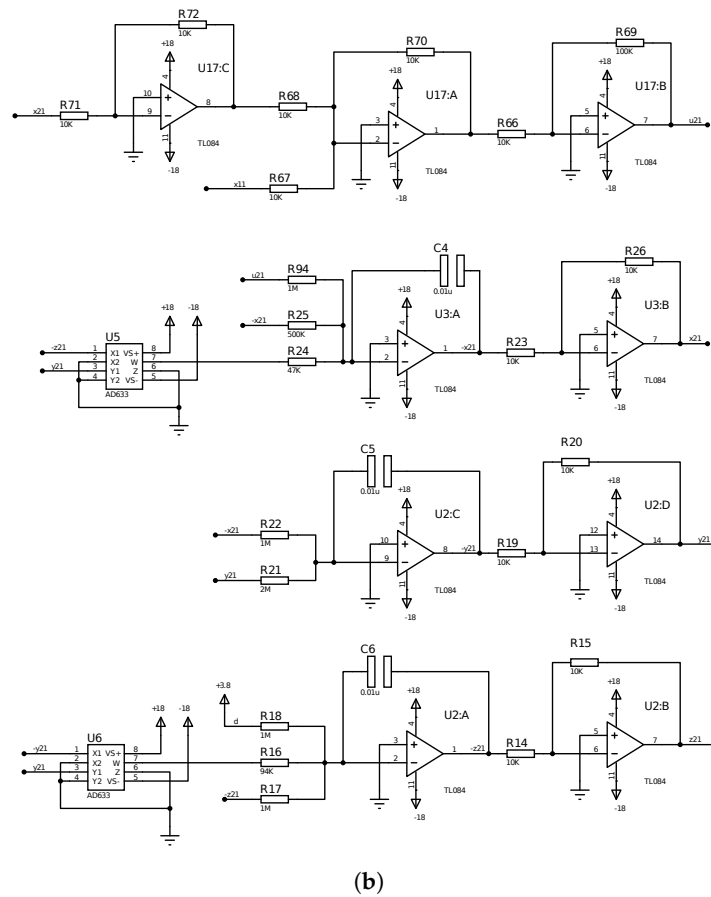 R72
10K
+18
4
U17:C
10
9
8
11
-18
TL084
x21
R71
10K
R68
10K
x11
R67
10K
R70
10K
+18
4
U17:A
3
2
1
11
-18
TL084
R66
10K
R69
100K
+18
4
U17:B
5
6
7
11
-18
TL084
u21
u21
R94
1M
-x21
R25
500K
R24
47K
C4
0.01u
+18
4
U3:A
3
2
1
11
-18
TL084
-x21
R23
10K
R26
10K
+18
4
U3:B
5
6
7
11
-18
TL084
x21
+18
-18
U5
-z21
y21
1 X1 VS+ 8
2 X2 W 7
3 Y1 Z 6
4 Y2 VS- 5
AD633
C5
0.01u
-x21
R22
1M
y21
R21
2M
+18
4
U2:C
10
9
8
11
-18
TL084
-y21
R19
10K
R20
10K
+18
4
U2:D
12
13
14
11
-18
TL084
y21
C6
0.01u
+3.8
d
R18
1M
R16
94K
-z21
R17
1M
+18
4
U2:A
3
2
1
11
-18
TL084
-z21
R14
10K
R15
10K
+18
4
U2:B
5
6
7
11
-18
TL084
z21
+18
-18
U6
-y21
y21
1 X1 VS+ 8
2 X2 W 7
3 Y1 Z 6
4 Y2 VS- 5
AD633
(b)